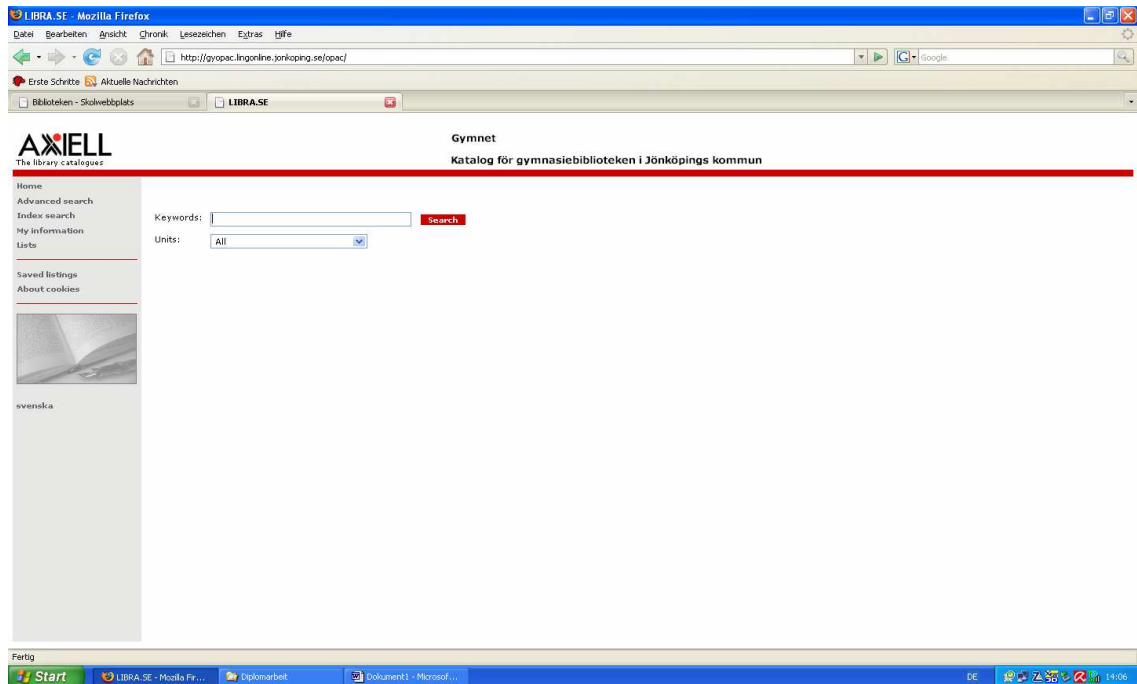 LIBRA.SE - Mozilla Firefox
Datei Bearbeiten Ansicht Chronik Lesezeichen Extras Hilfe
http://gyopac.lingonline.jonkoping.se/opac/
Google
Erste Schritte Aktuelle Nachrichten
Biblioteken - Skolwebbplats LIBRA.SE
AXIELL
The library catalogues
Gymnet
Katalog för gymnasiebiblioteken i Jönköpings kommun
Home
Advanced search
Index search
My information
Lists
Saved listings
About cookies
svenska
Keywords: Search
Units: All
Fertig
Start LIBRA.SE - Mozilla Fir... Diplomarbeit Dokument1 - Microsof... DE 14:06